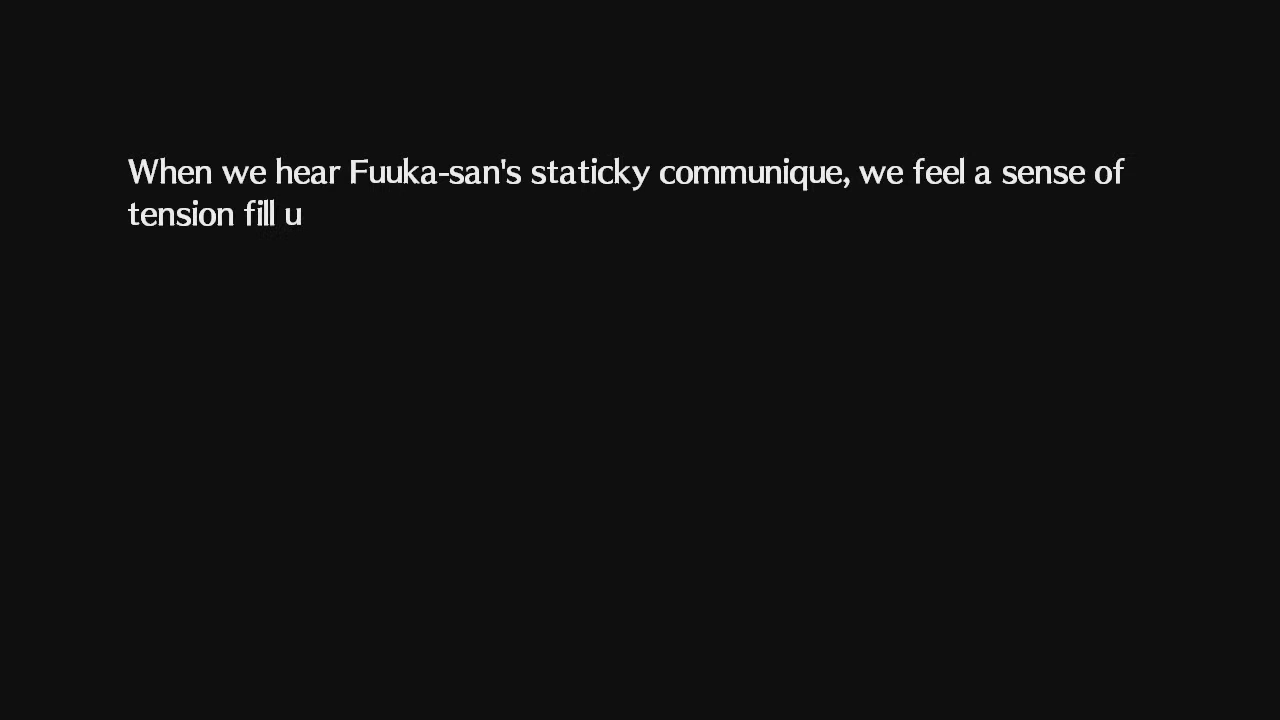 When we hear Fuuka-san's staticky communique, we feel a sense of
tension fill u